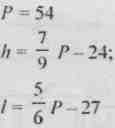 P = 54
h = 7/9 P - 24;
l = 5/6 P - 27